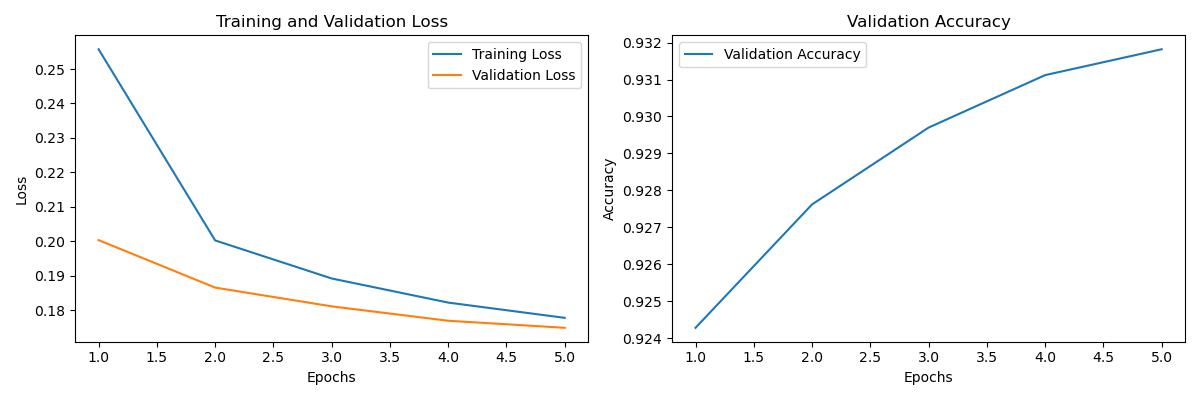 Training and Validation Loss
Training Loss
Validation Loss
0.25
0.24
0.23
0.22
0.21
0.20
0.19
0.18
Loss
1.0 1.5 2.0 2.5 3.0 3.5 4.0 4.5 5.0
Epochs
Validation Accuracy
Validation Accuracy
0.932
0.931
0.930
0.929
0.928
0.927
0.926
0.925
0.924
Accuracy
1.0 1.5 2.0 2.5 3.0 3.5 4.0 4.5 5.0
Epochs